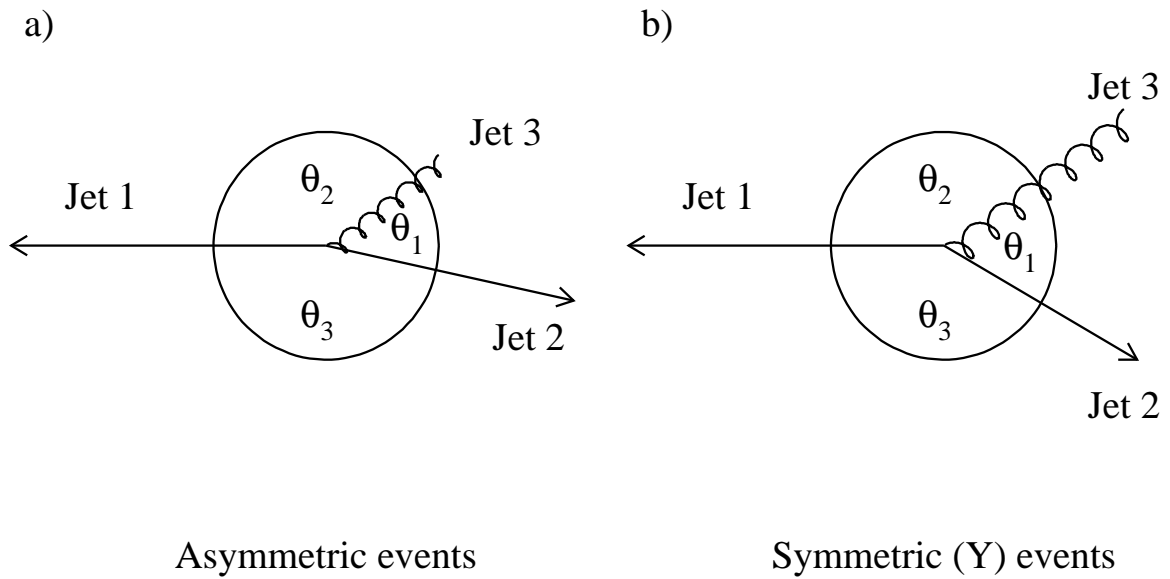 a)
Jet 3
Jet 1
θ2
θ1
θ3
Jet 2
Asymmetric events
b)
Jet 3
Jet 1
θ2
θ1
θ3
Jet 2
Symmetric (Y) events